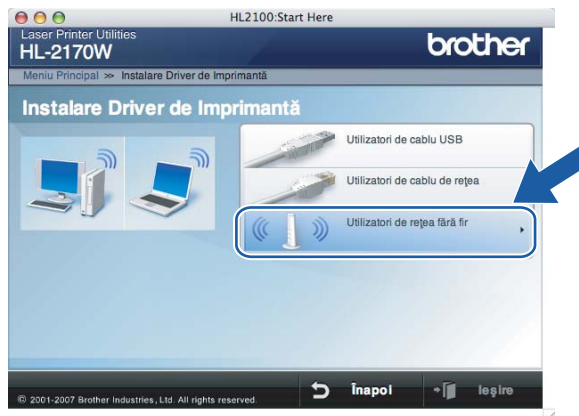 HL2100:Start Here
Laser Printer Utilities
HL-2170W
brother
Meniu Principal >> Instalare Driver de Imprimantă
Instalare Driver de Imprimantă
Utilizatori de cablu USB
Utilizatori de cablu de reţea
Utilizatori de reţea fără fir
Înapoi
Ieşire
© 2001-2007 Brother Industries, Ltd. All rights reserved.